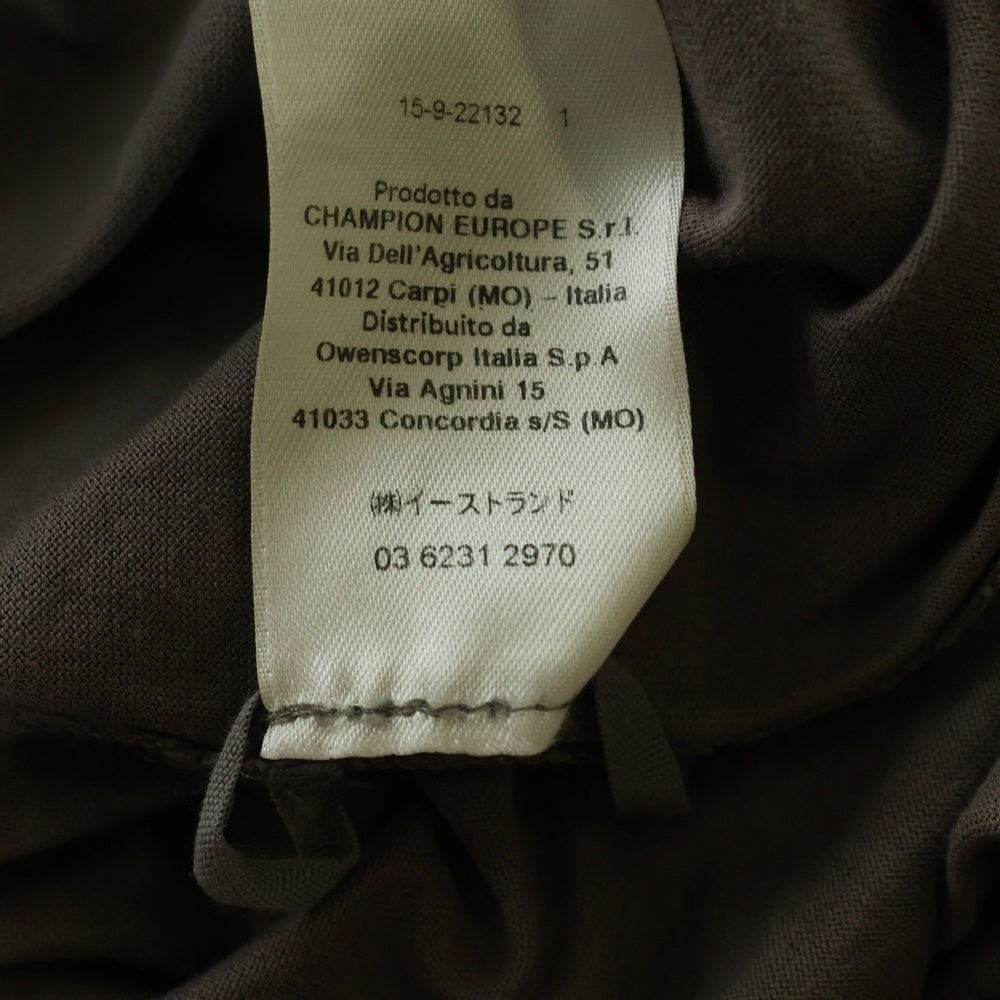 15-9-22132 1
Prodotto da
CHAMPION EUROPE S.r.l.
Via Dell'Agricoltura, 51
41012 Carpi (MO) – Italia
Distribuito da
Owenscorp Italia S.p.A
Via Agnini 15
41033 Concordia s/S (MO)
㈱イーストランド
03 6231 2970